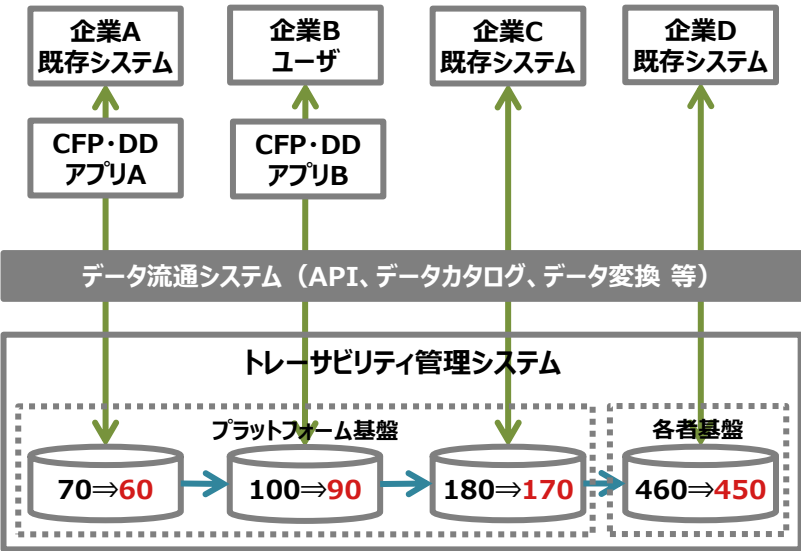 企業A
既存システム
企業B
ユーザ
企業C
既存システム
企業D
既存システム
CFP・DD
アプリA
CFP・DD
アプリB
データ流通システム（API、データカタログ、データ変換 等）
トレーサビリティ管理システム
プラットフォーム基盤
各者基盤
70⇒60
100⇒90
180⇒170
460⇒450